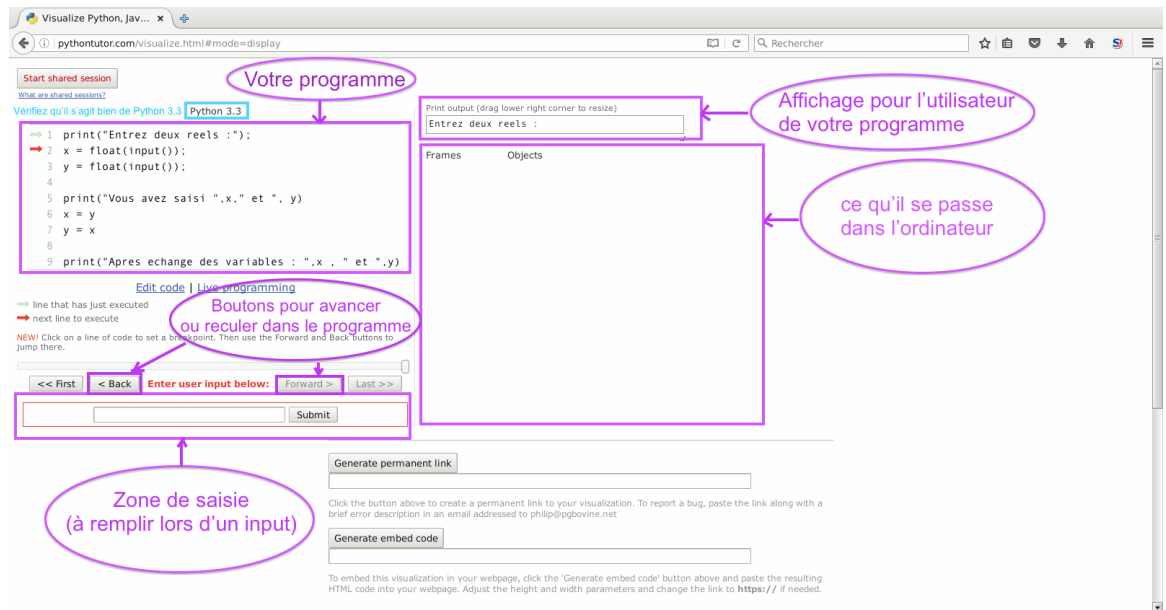 Visualize Python, Jav...
pythontutor.com/visualize.html#mode=display
Rechercher
Start shared session
What are shared sessions?
Votre programme
Vérifiez qu'il s'agit bien de Python 3.3 Python 3.3
1 print("Entrez deux reels :");
2 x = float(input());
3 y = float(input());
4
5 print("Vous avez saisi ",x," et ", y)
6 x = y
7 y = x
8
9 print("Apres echange des variables : ",x , " et ",y)
Edit code | Live programming
line that has just executed
next line to execute
Boutons pour avancer
ou reculer dans le programme
NEW! Click on a line of code to set a breakpoint. Then use the Forward and Back buttons to
jump there.
<< First < Back Enter user input below: Forward > Last >>
Submit
Zone de saisie
(à remplir lors d'un input)
Print output (drag lower right corner to resize)
Entrez deux reels :
Affichage pour l'utilisateur
de votre programme
Frames Objects
ce qu'il se passe
dans l'ordinateur
Generate permanent link
Click the button above to create a permanent link to your visualization. To report a bug, paste the link along with a
brief error description in an email addressed to philip@pgbovine.net
Generate embed code
To embed this visualization in your webpage, click the 'Generate embed code' button above and paste the resulting
HTML code into your webpage. Adjust the height and width parameters and change the link to https:// if needed.